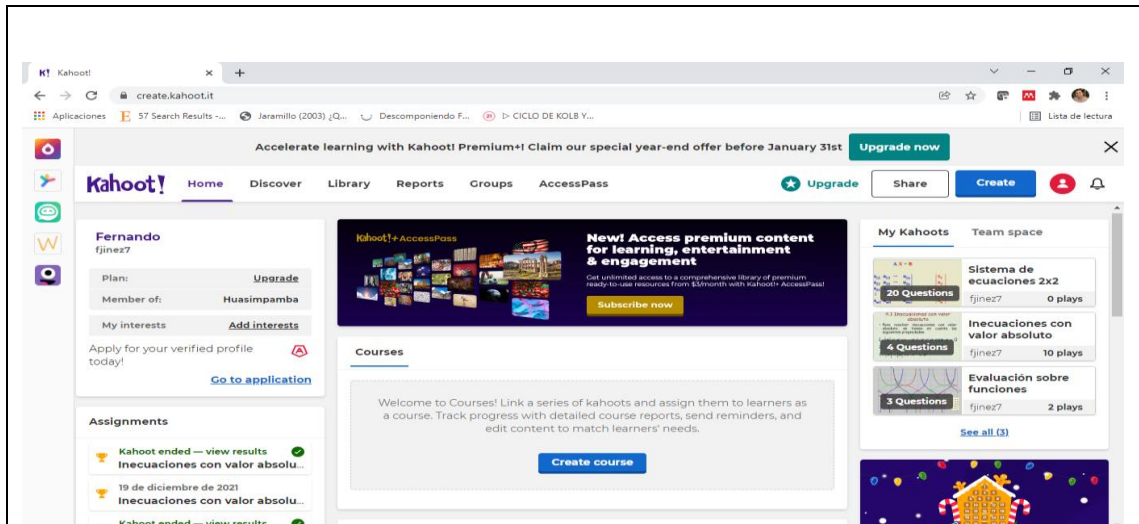 Kahoot!
create.kahoot.it
Aplicaciones
57 Search Results -...
Jaramillo (2003) ¿Q...
Descomponiendo F...
▷ CICLO DE KOLB Y...
Lista de lectura
Accelerate learning with Kahoot! Premium+! Claim our special year-end offer before January 31st
Upgrade now
Kahoot!
Home
Discover
Library
Reports
Groups
AccessPass
Upgrade
Share
Create
Fernando
fjinez7
Plan: Upgrade
Member of: Huasimpamba
My interests Add interests
Apply for your verified profile
today!
Go to application
Assignments
Kahoot ended — view results
Inecuaciones con valor absolu...
19 de diciembre de 2021
Inecuaciones con valor absolu...
Kahoot ended — view results
Kahoot!+AccessPass
New! Access premium content
for learning, entertainment
& engagement
Get unlimited access to a comprehensive library of premium
ready-to-use resources from $3/month with Kahoot!+ AccessPass!
Subscribe now
Courses
Welcome to Courses! Link a series of kahoots and assign them to learners as
a course. Track progress with detailed course reports, send reminders, and
edit content to match learners' needs.
Create course
My Kahoots
Team space
20 Questions
Sistema de
ecuaciones 2x2
fjinez7 0 plays
4 Questions
Inecuaciones con
valor absoluto
fjinez7 10 plays
3 Questions
Evaluación sobre
funciones
fjinez7 2 plays
See all (3)